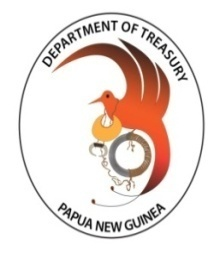 DEPARTMENT OF TREASURY
PAPUA NEW GUINEA